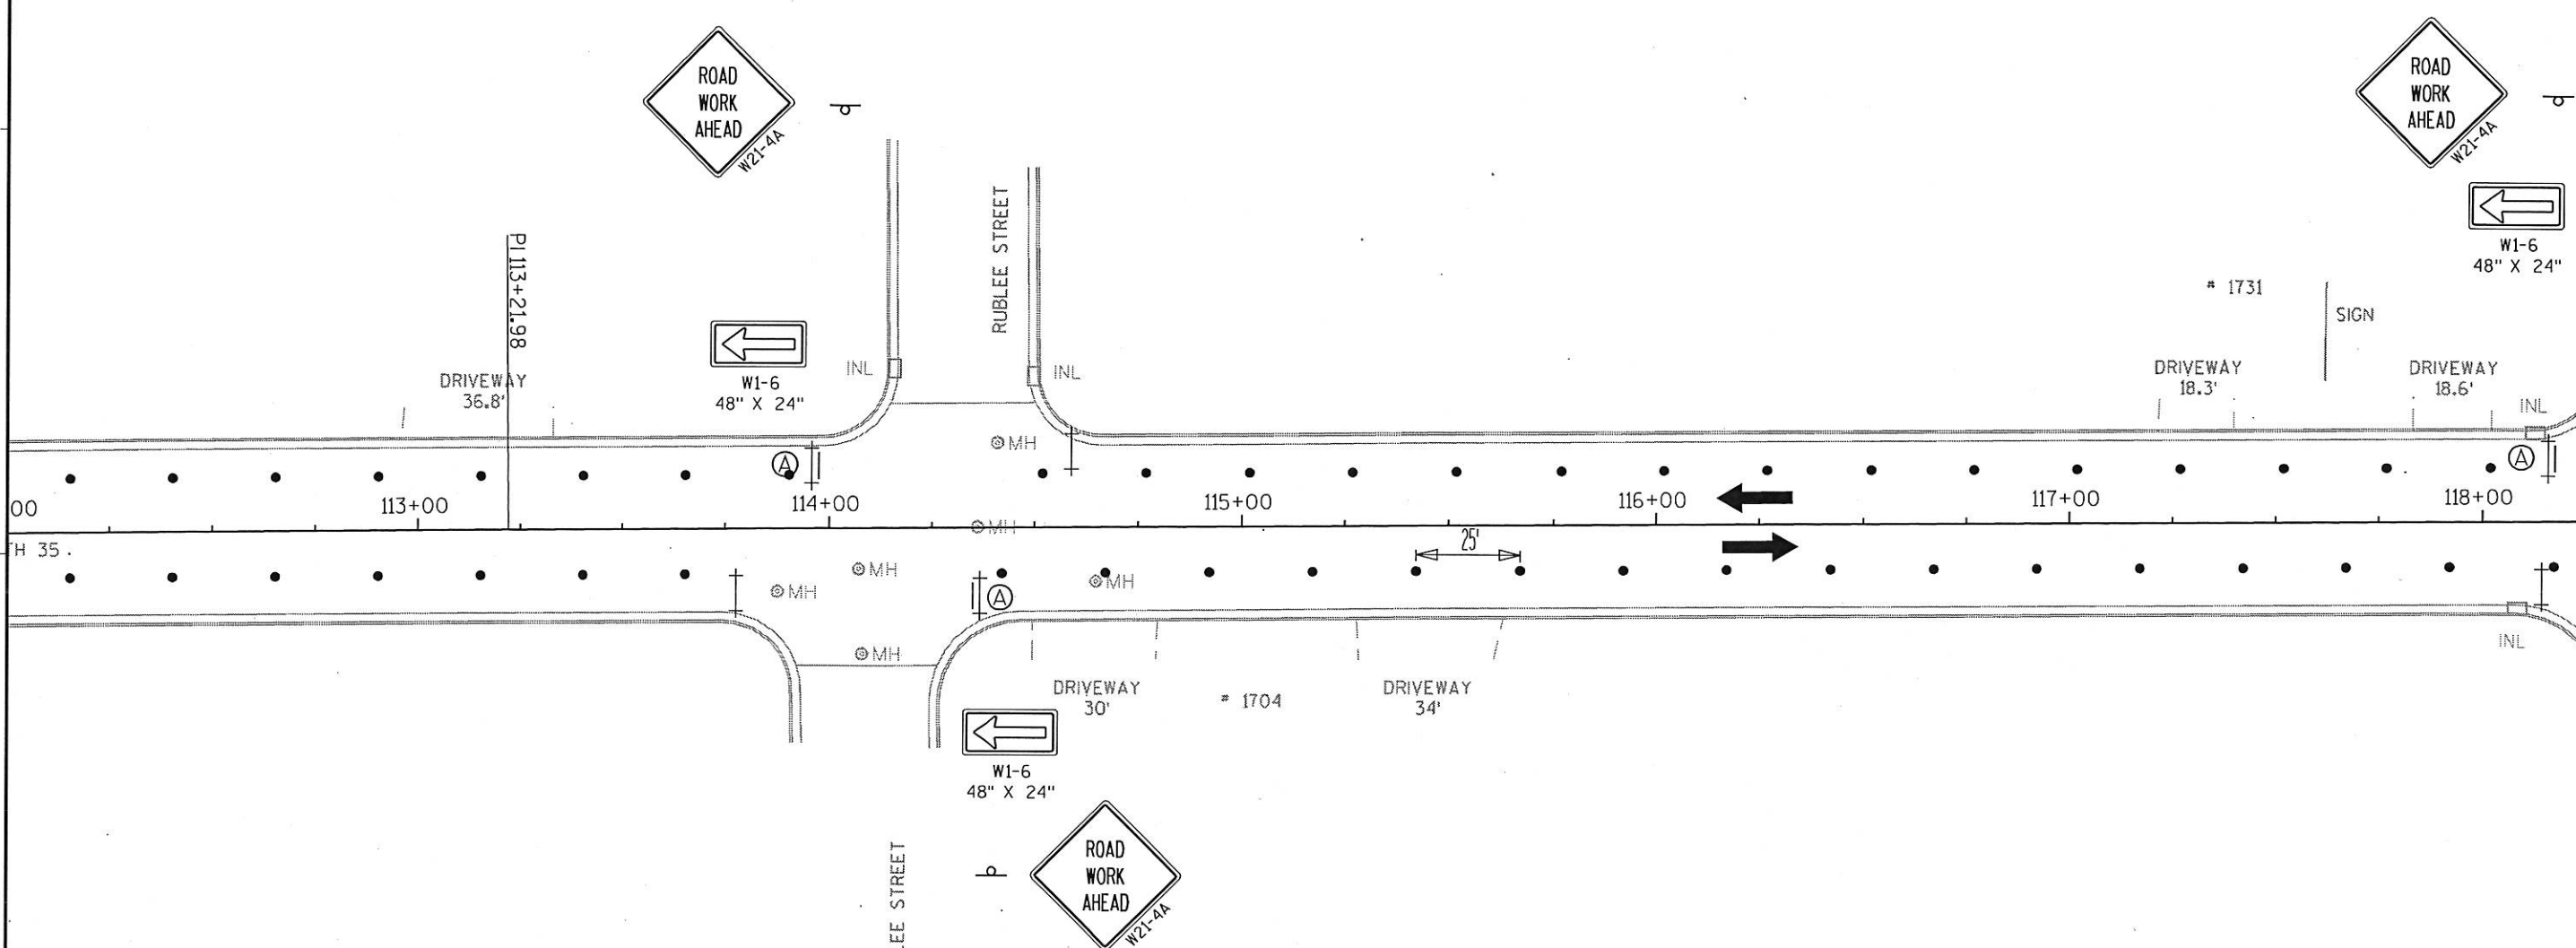 ROAD
WORK
AHEAD
W21-4A
ROAD
WORK
AHEAD
W21-4A
RUBLEE STREET
PI 113+21.98
W1-6
48" X 24"
# 1731
SIGN
DRIVEWAY
36.8'
W1-6
48" X 24"
INL
INL
DRIVEWAY
18.3'
DRIVEWAY
18.6'
INL
MH
A
A
00
113+00
114+00
115+00
116+00
117+00
118+00
MH
TH 35
25'
MH
MH
MH
A
MH
INL
DRIVEWAY
30'
# 1704
DRIVEWAY
34'
W1-6
48" X 24"
LEE STREET
ROAD
WORK
AHEAD
W21-4A